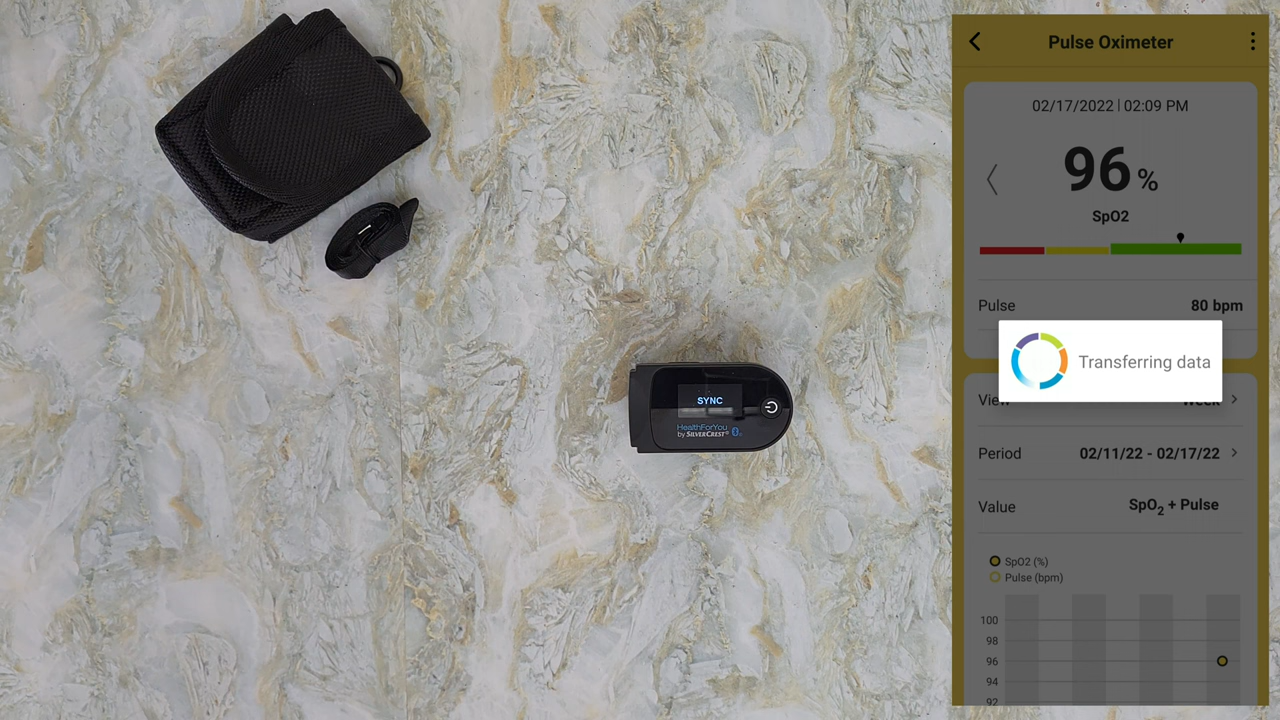 SYNC
HealthForYou
by SILVERCREST®
Pulse Oximeter
02/17/2022 | 02:09 PM
96 %
SpO2
Pulse 80 bpm
Transferring data
View Week
Period 02/11/22 - 02/17/22
Value SpO2 + Pulse
SpO2 (%)
Pulse (bpm)
100
98
96
94
92